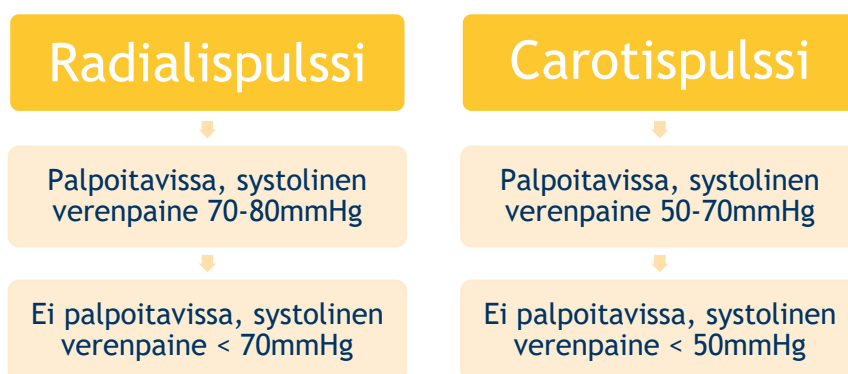 Radialispulssi
Palpoitavissa, systolinen
verenpaine 70-80mmHg
Ei palpoitavissa, systolinen
verenpaine < 70mmHg
Carotispulssi
Palpoitavissa, systolinen
verenpaine 50-70mmHg
Ei palpoitavissa, systolinen
verenpaine < 50mmHg